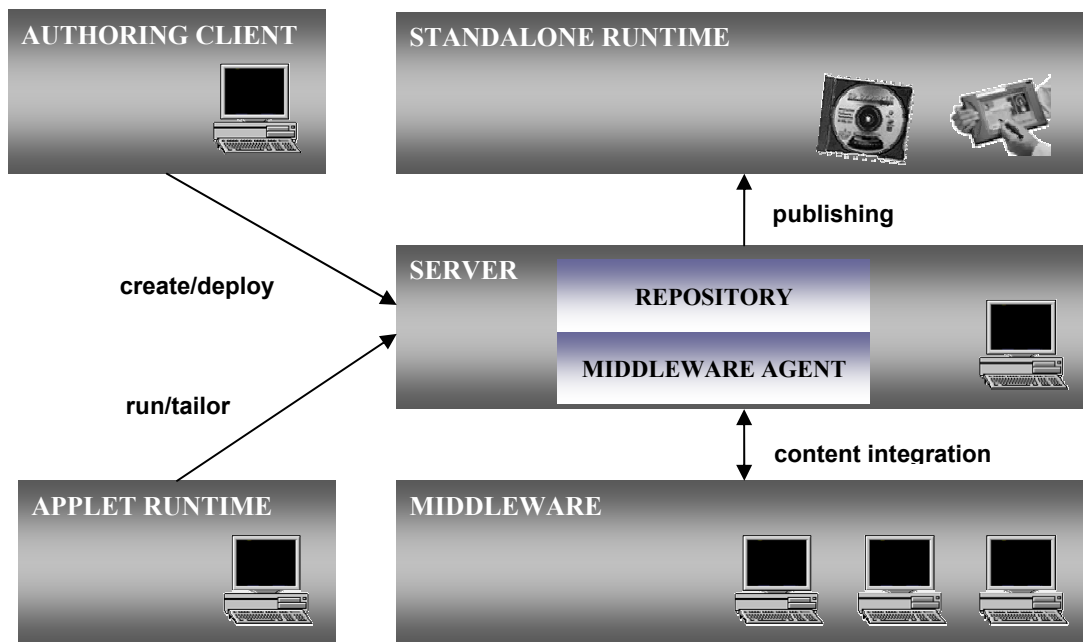 AUTHORING CLIENT
STANDALONE RUNTIME
publishing
create/deploy
SERVER
REPOSITORY
MIDDLEWARE AGENT
run/tailor
content integration
APPLET RUNTIME
MIDDLEWARE